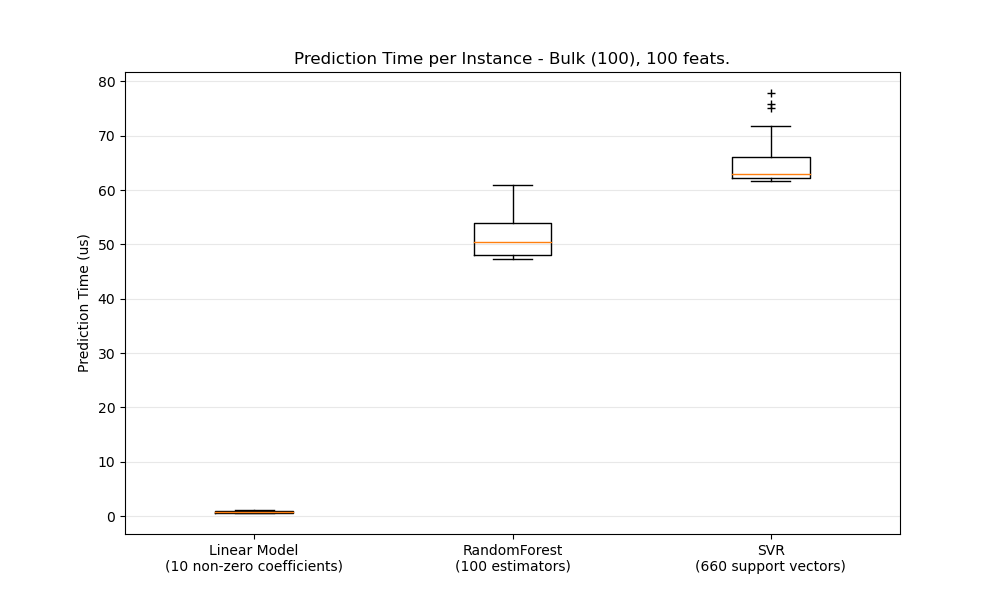 Prediction Time per Instance - Bulk (100), 100 feats.
80
70
60
50
40
30
20
10
0
Prediction Time (us)
Linear Model
(10 non-zero coefficients)
RandomForest
(100 estimators)
SVR
(660 support vectors)